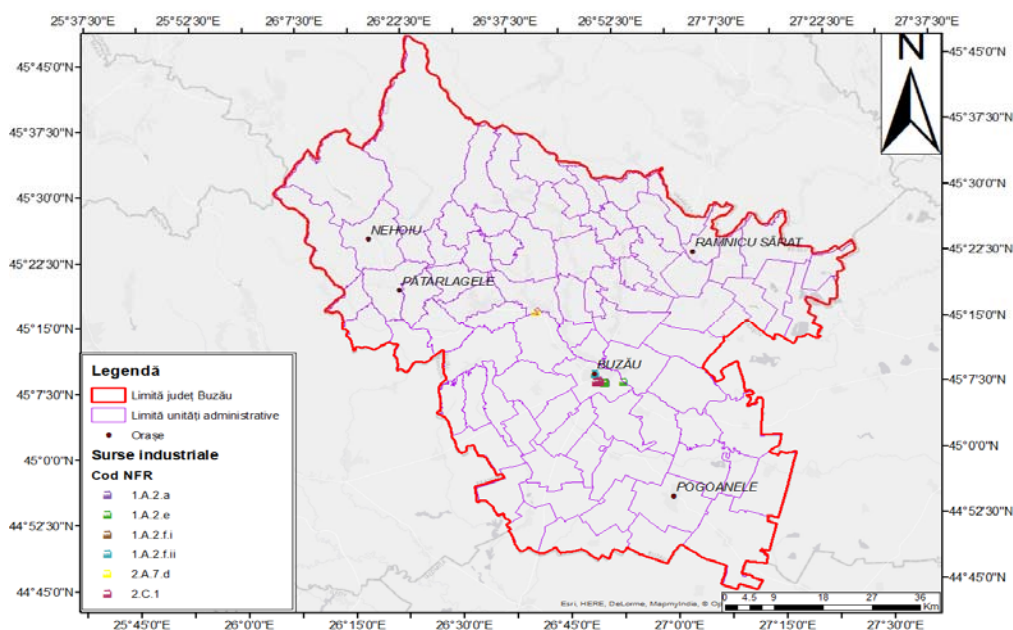 25°37'30"E 25°52'30"E 26°7'30"E 26°22'30"E 26°37'30"E 26°52'30"E 27°7'30"E 27°22'30"E 27°37'30"E
N
45°45'0"N 45°45'0"N
45°37'30"N 45°37'30"N
45°30'0"N 45°30'0"N
NEHOIU
RAMNICU SĂRAT
45°22'30"N 45°22'30"N
PĂTARLAGELE
45°15'0"N 45°15'0"N
BUZĂU
45°7'30"N 45°7'30"N
Legendă
Limită județ Buzău
Limită unități administrative
Orașe
Surse industriale
Cod NFR
1.A.2.a
1.A.2.e
1.A.2.f.i
1.A.2.f.ii
2.A.7.d
2.C.1
45°0'0"N 45°0'0"N
POGOANELE
44°52'30"N 44°52'30"N
44°45'0"N 44°45'0"N
Esri, HERE, DeLorme, MapmyIndia, ©
0 4.5 9 18 27 36
Km
25°45'0"E 26°0'0"E 26°15'0"E 26°30'0"E 26°45'0"E 27°0'0"E 27°15'0"E 27°30'0"E